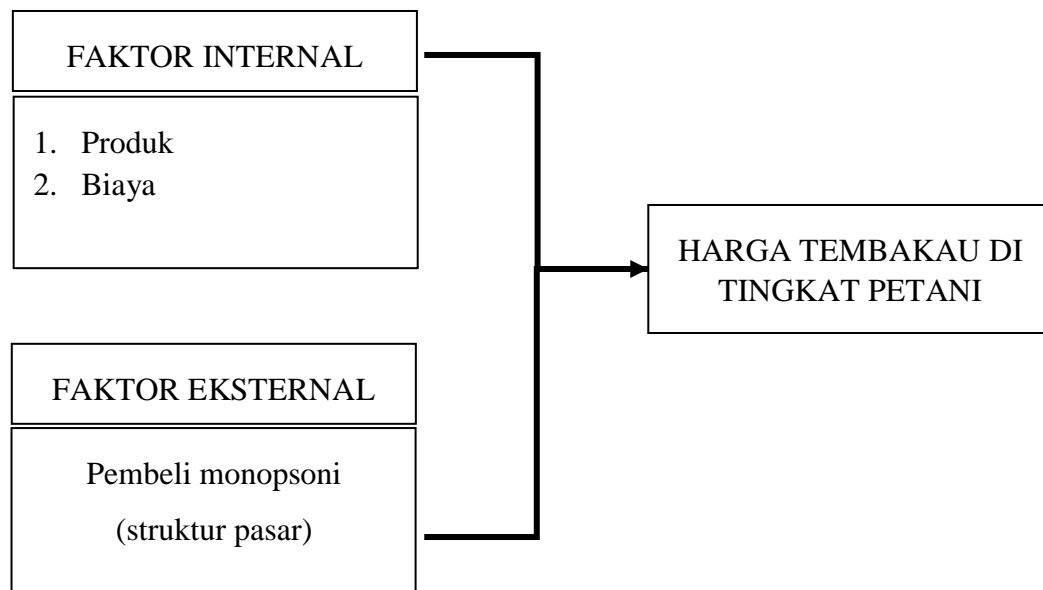 FAKTOR INTERNAL
1. Produk
2. Biaya
HARGA TEMBAKAU DI
TINGKAT PETANI
FAKTOR EKSTERNAL
Pembeli monopsoni
(struktur pasar)